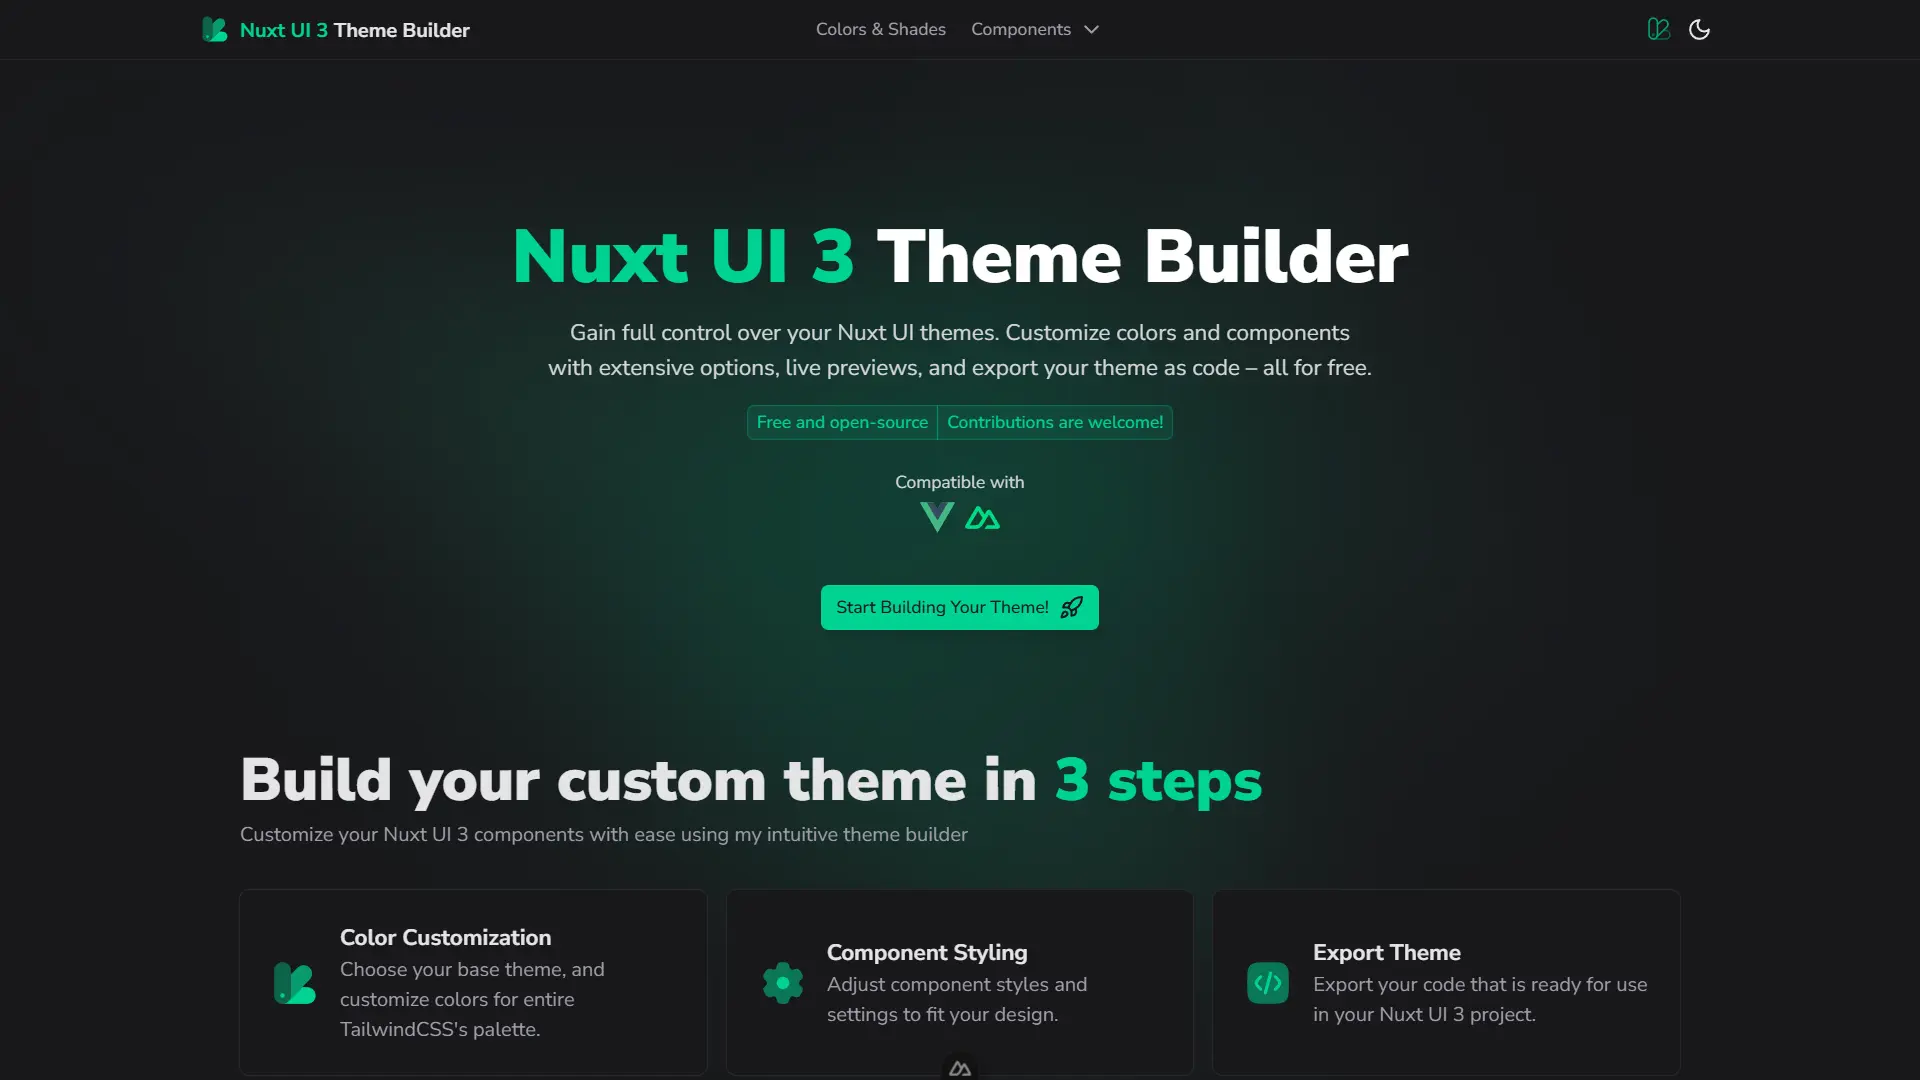 Nuxt UI 3 Theme Builder
Colors & Shades
Components
Nuxt UI 3 Theme Builder
Gain full control over your Nuxt UI themes. Customize colors and components
with extensive options, live previews, and export your theme as code – all for free.
Free and open-source
Contributions are welcome!
Compatible with
Start Building Your Theme!
Build your custom theme in 3 steps
Customize your Nuxt UI 3 components with ease using my intuitive theme builder
Color Customization
Choose your base theme, and
customize colors for entire
TailwindCSS's palette.
Component Styling
Adjust component styles and
settings to fit your design.
Export Theme
Export your code that is ready for use
in your Nuxt UI 3 project.